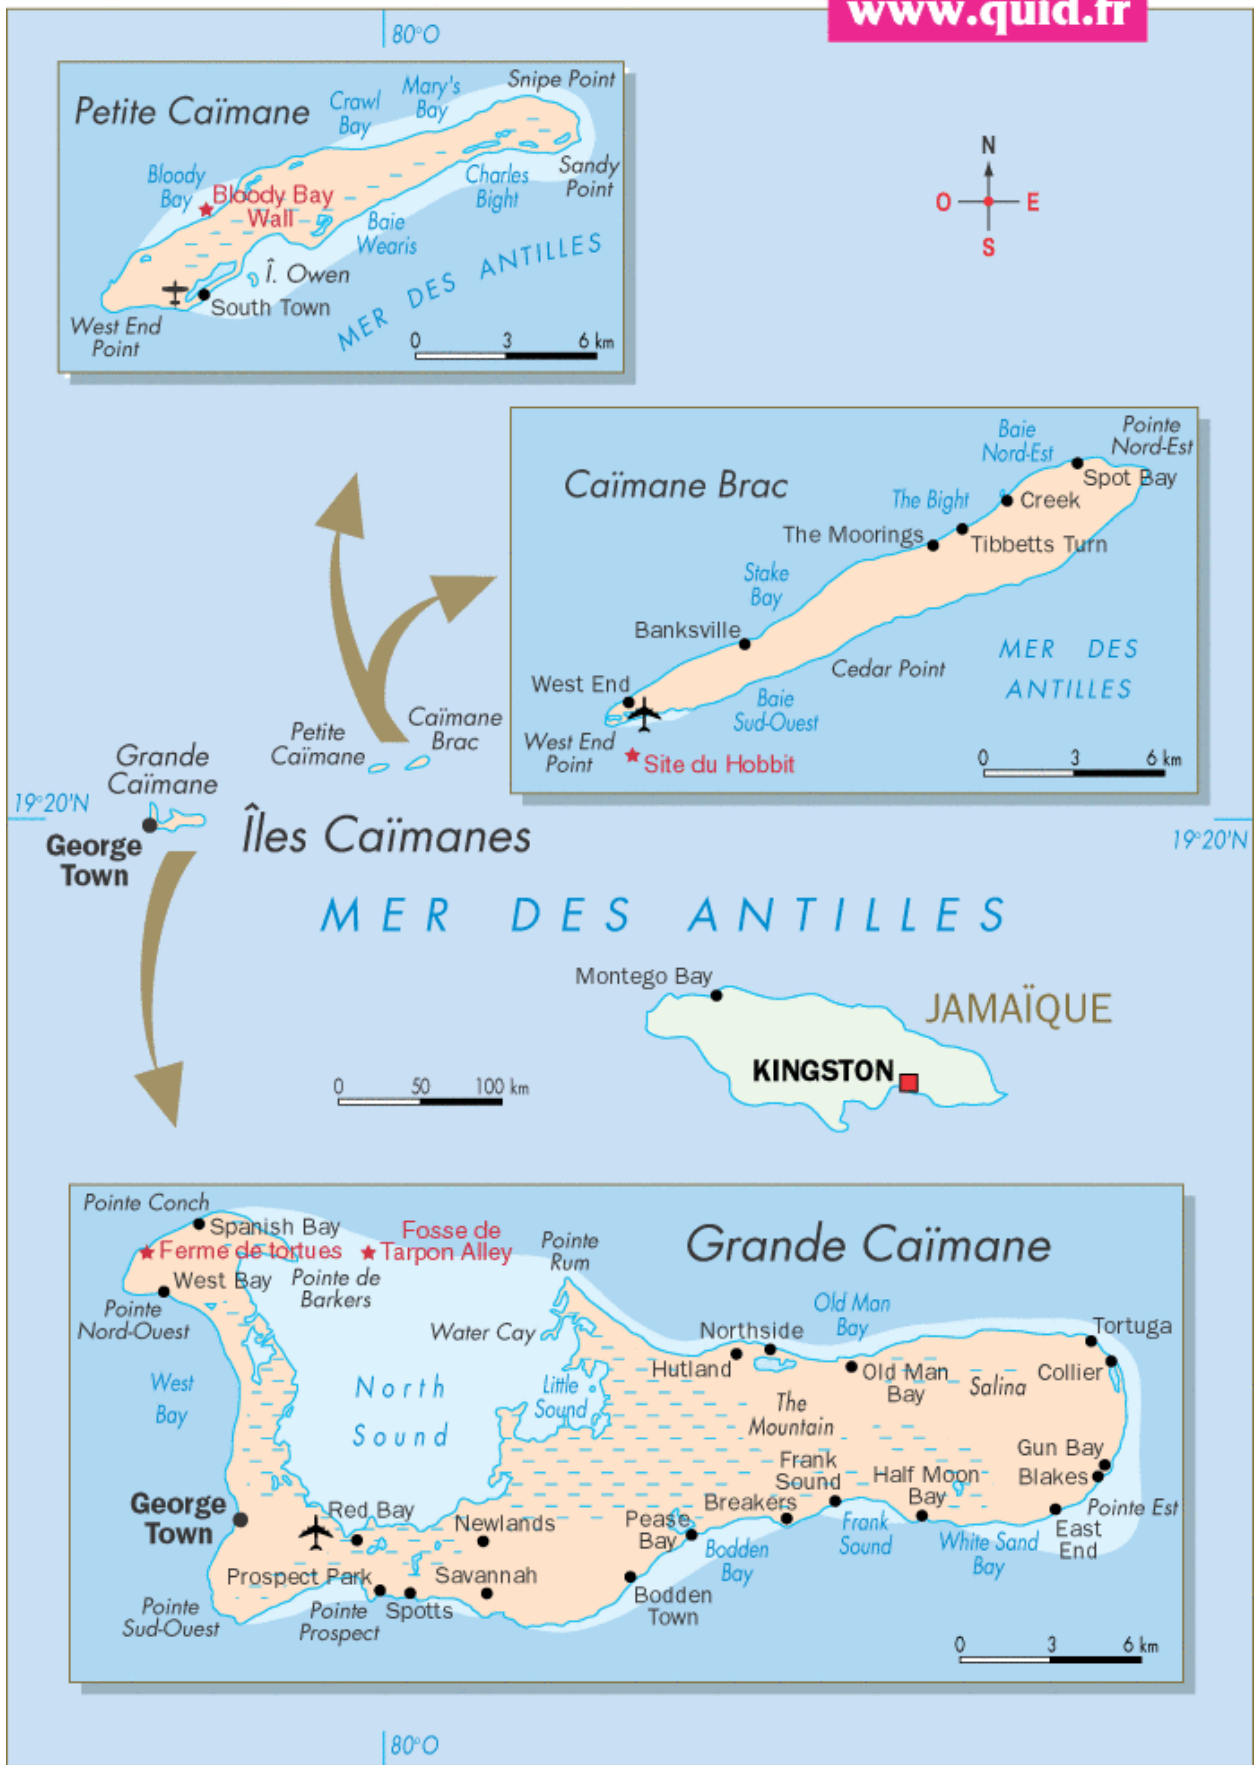 www.quid.fr
80°O
Petite Caïmane
Crawl
Bay
Mary's
Bay
Snipe Point
Bloody
Bay
Bloody Bay
Wall
Charles
Bight
Sandy
Point
Baie
Wearis
Î. Owen
South Town
West End
Point
MER DES ANTILLES
0 3 6 km
N
O E
S
Caïmane Brac
Baie
Nord-Est
Pointe
Nord-Est
Spot Bay
The Bight
Creek
The Moorings
Tibbetts Turn
Stake
Bay
Banksville
Cedar Point
MER DES
ANTILLES
West End
Baie
Sud-Ouest
West End
Point
Site du Hobbit
0 3 6 km
Petite
Caïmane
Caïmane
Brac
Grande
Caïmane
19°20'N
George
Town
Îles Caïmanes
19°20'N
MER DES ANTILLES
Montego Bay
JAMAÏQUE
KINGSTON
0 50 100 km
Pointe Conch
Spanish Bay
Ferme de tortues
Fosse de
Tarpon Alley
Pointe
Rum
Grande Caïmane
West Bay
Pointe de
Barkers
Pointe
Nord-Ouest
Water Cay
Northside
Old Man
Bay
Tortuga
Hutland
Old Man
Bay
Salina
Collier
West
Bay
North
Sound
Little
Sound
The
Mountain
Frank
Sound
Half Moon
Bay
Gun Bay
Blakes
Pointe Est
George
Town
Red Bay
Newlands
Pease
Bay
Breakers
Bodden
Bay
Frank
Sound
White Sand
Bay
East
End
Prospect Park
Savannah
Bodden
Town
Pointe
Sud-Ouest
Pointe
Prospect
Spotts
0 3 6 km
80°O